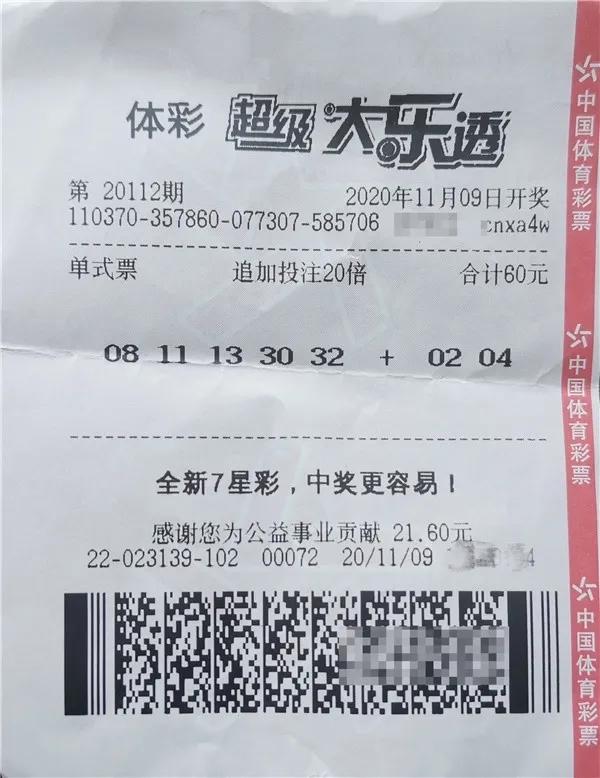 体彩 超级大乐透
第 20112期 2020年11月09日开奖
110370-357860-077307-585706 cnxa4w
单式票 追加投注20倍 合计60元
08 11 13 30 32 + 02 04
全新7星彩，中奖更容易！
感谢您为公益事业贡献 21.60元
22-023139-102 00072 20/11/09 4
中国体育彩票
中国体育彩票
中国体育彩票